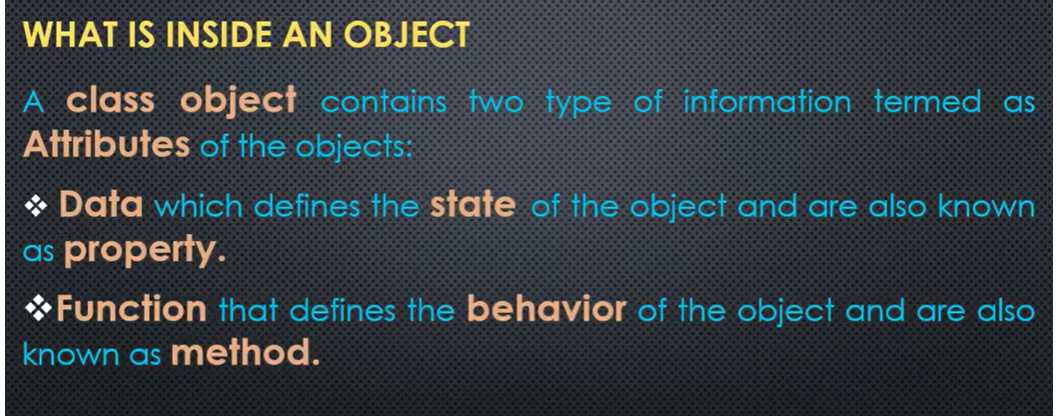 WHAT IS INSIDE AN OBJECT
A class object contains two type of information termed as
Attributes of the objects:
❖ Data which defines the state of the object and are also known
as property.
❖Function that defines the behavior of the object and are also
known as method.